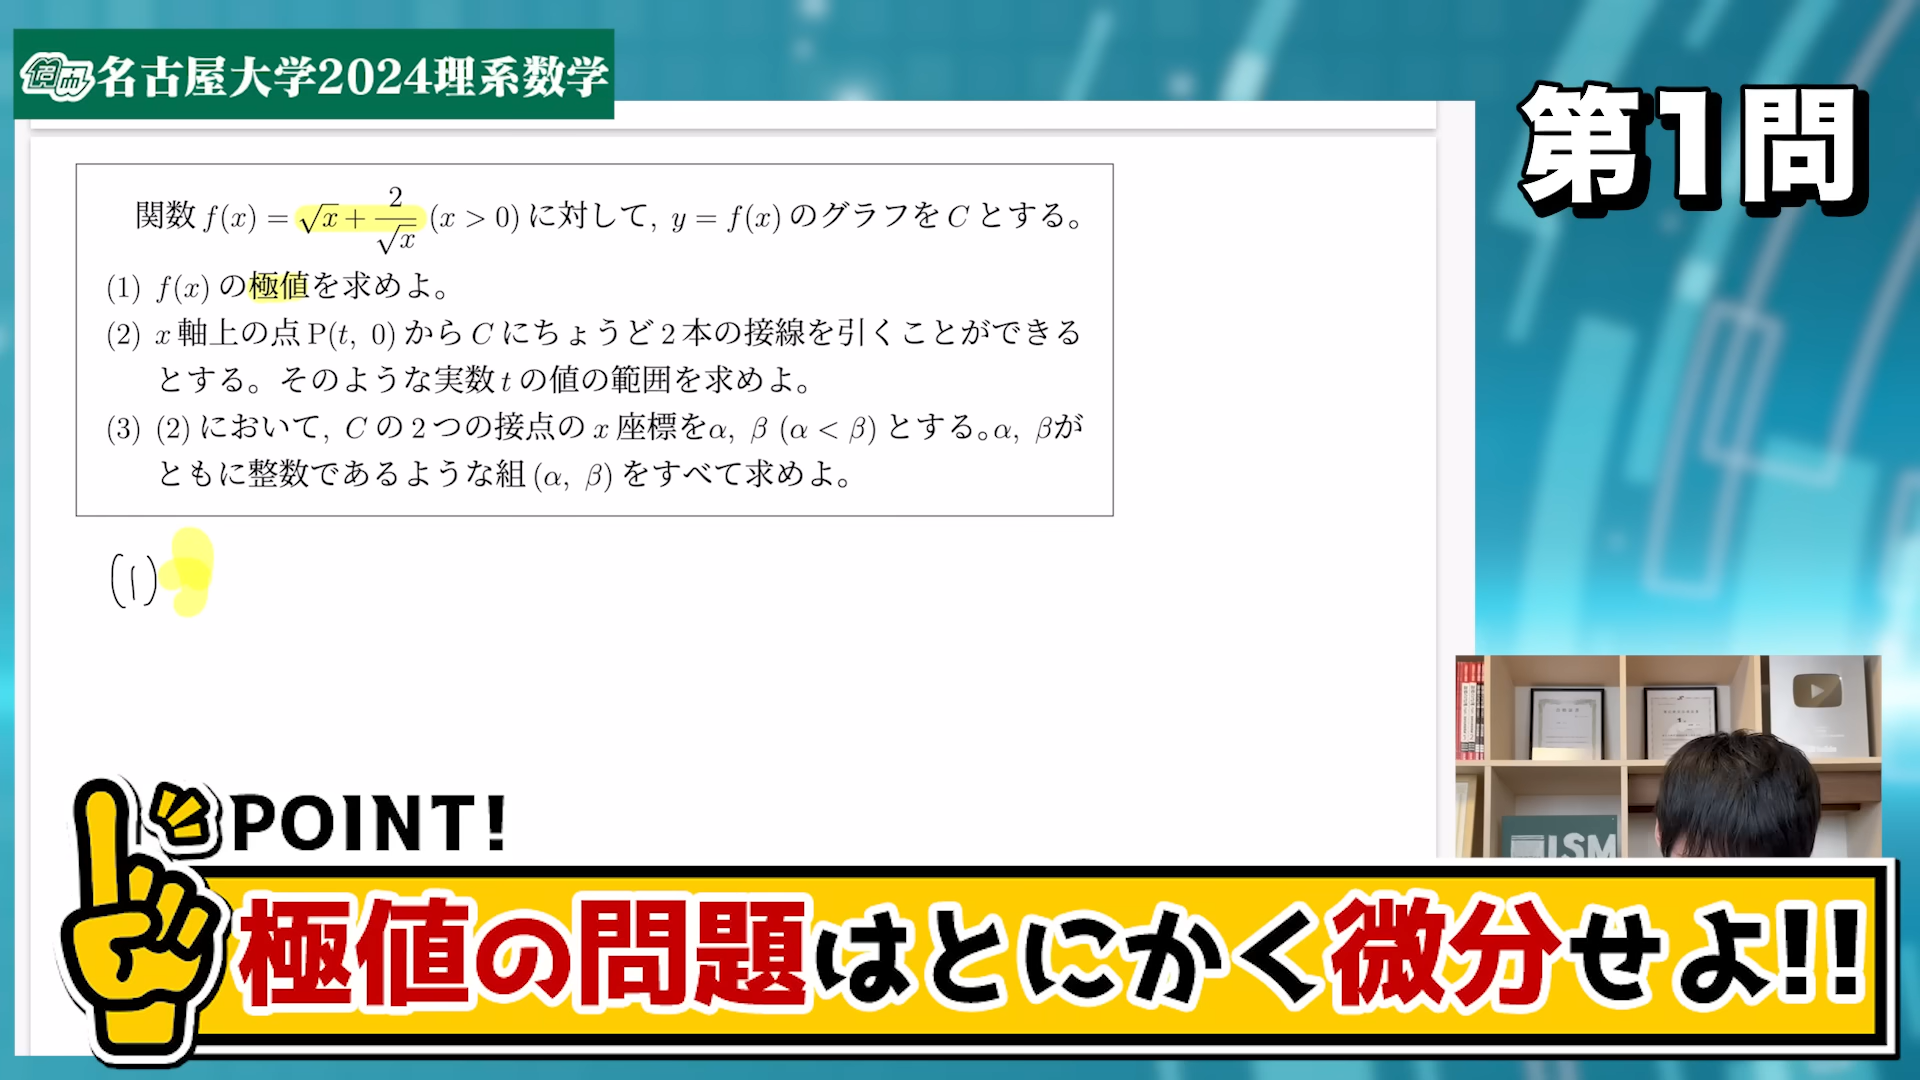 名古屋大学2024理系数学
第1問
関数 f(x) = √x + 2/√x (x > 0) に対して, y = f(x) のグラフを C とする。
(1) f(x) の極値を求めよ。
(2) x 軸上の点 P(t, 0) から C にちょうど 2 本の接線を引くことができる
とする。そのような実数 t の値の範囲を求めよ。
(3) (2) において, C の 2 つの接点の x 座標をα, β (α < β) とする。α, βが
ともに整数であるような組 (α, β) をすべて求めよ。
(1)
ISM
POINT!
極値の問題はとにかく微分せよ!!